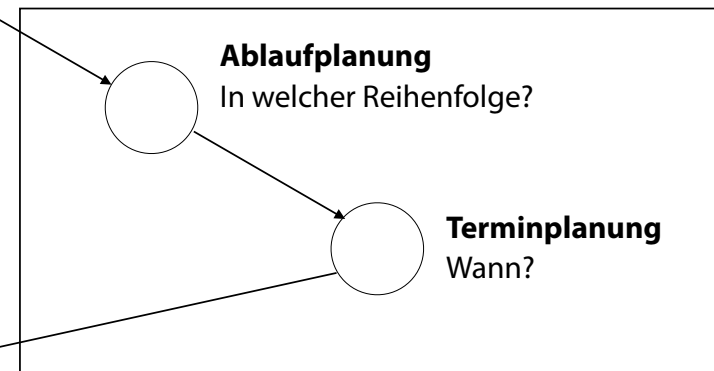 Ablaufplanung
In welcher Reihenfolge?
Terminplanung
Wann?